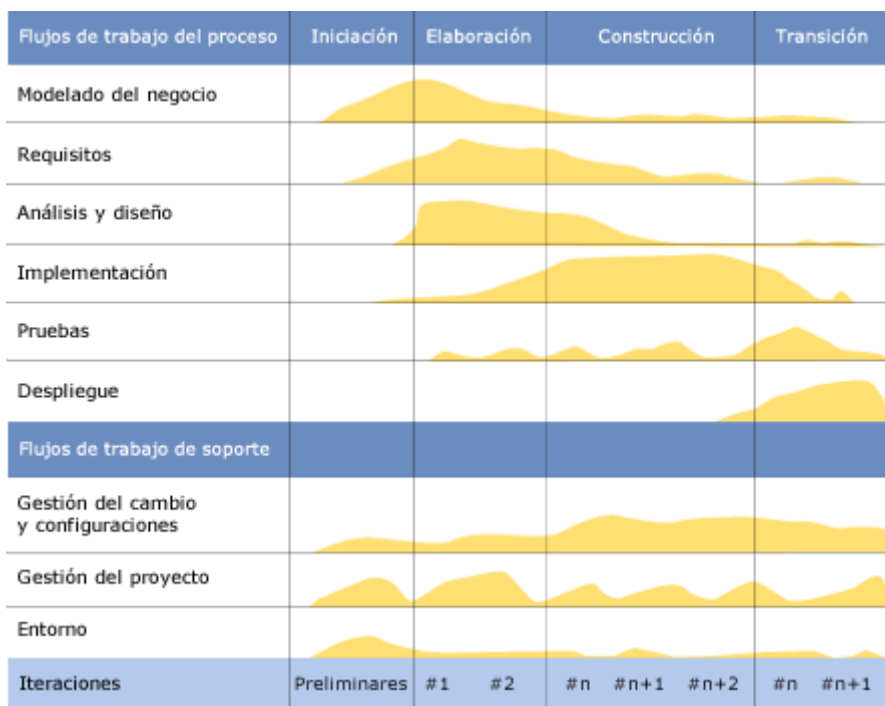 Flujos de trabajo del proceso Iniciación Elaboración Construcción Transición
Modelado del negocio
Requisitos
Análisis y diseño
Implementación
Pruebas
Despliegue
Flujos de trabajo de soporte
Gestión del cambio
y configuraciones
Gestión del proyecto
Entorno
Iteraciones Preliminares #1 #2 #n #n+1 #n+2 #n #n+1